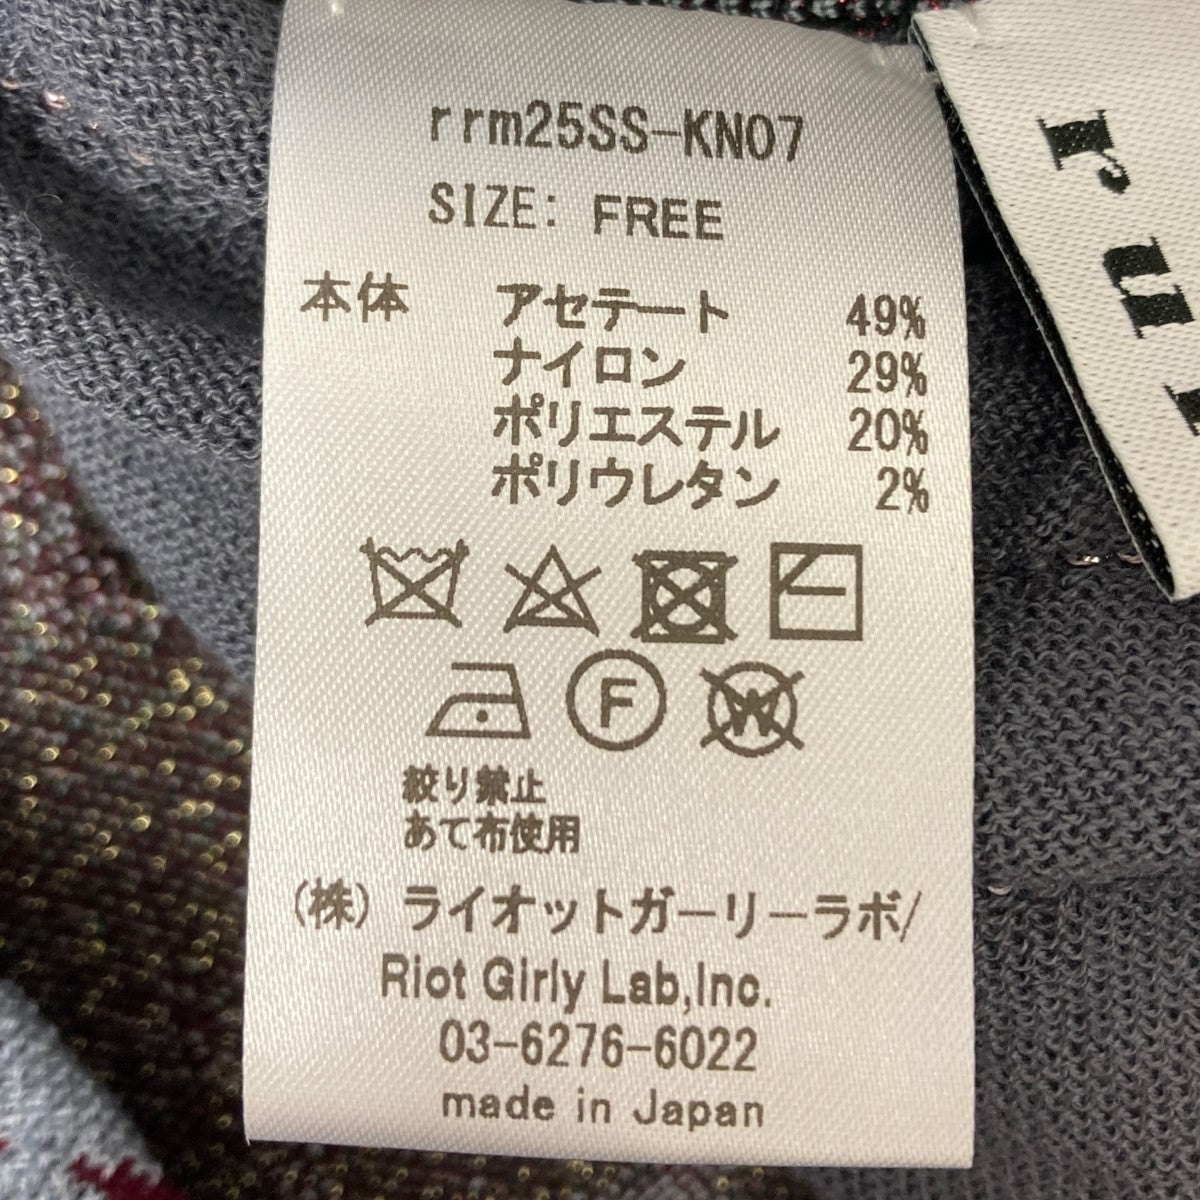 rrm25SS-KN07
SIZE: FREE
本体 アセテート 49%
ナイロン 29%
ポリエステル 20%
ポリウレタン 2%
F W
絞り禁止
あて布使用
(株)ライオットガーリーラボ/
Riot Girly Lab,Inc.
03-6276-6022
made in Japan
ru